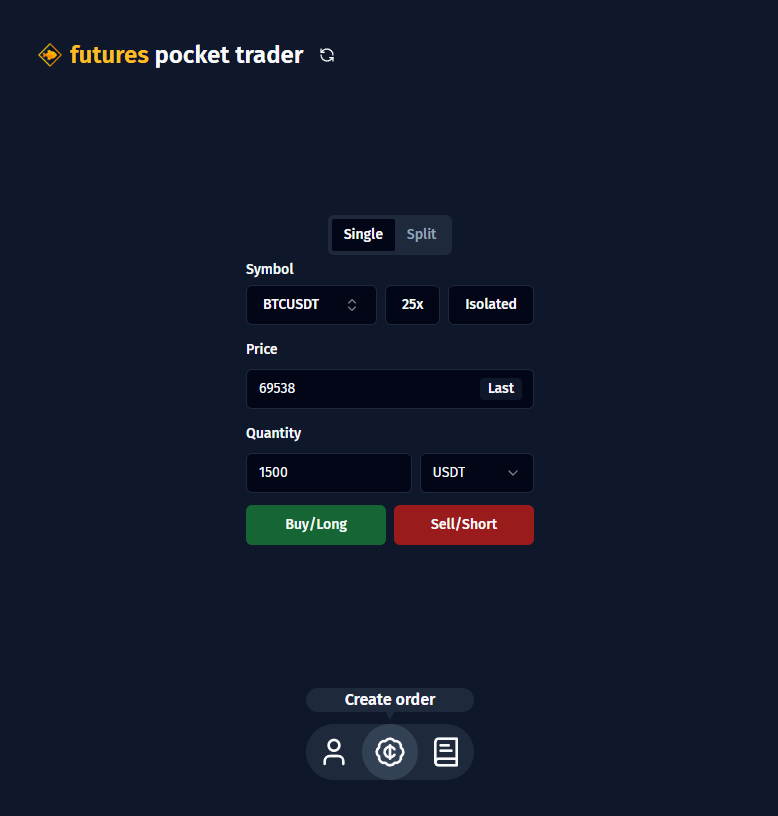 futures pocket trader
Single Split
Symbol
BTCUSDT 25x Isolated
Price
69538 Last
Quantity
1500 USDT
Buy/Long Sell/Short
Create order